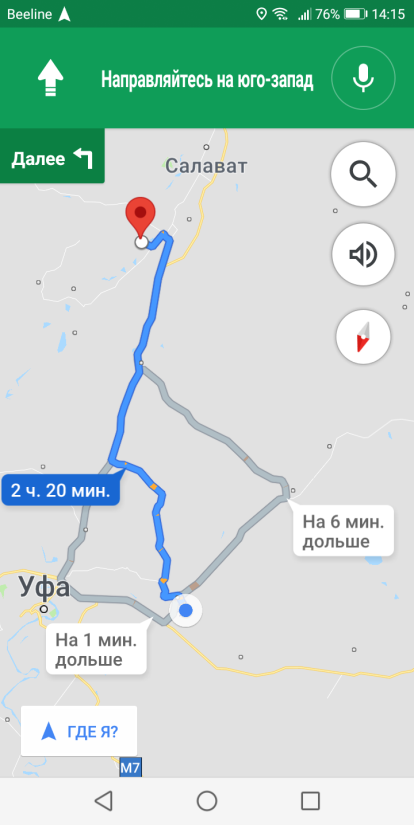 Beeline 76% 14:15
Направляйтесь на юго-запад
Далее
Салават
2 ч. 20 мин.
На 6 мин.
дольше
Уфа
На 1 мин.
дольше
ГДЕ Я?
М7